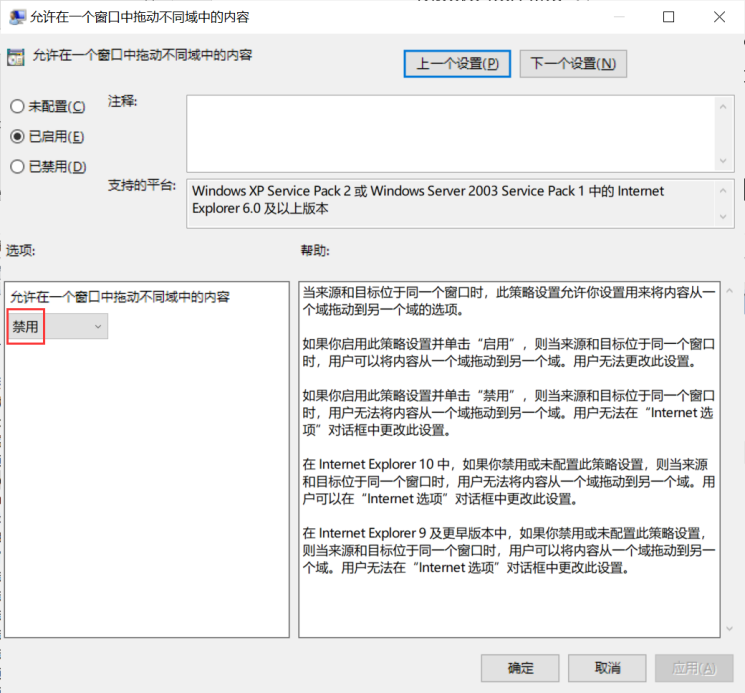 允许在一个窗口中拖动不同域中的内容
允许在一个窗口中拖动不同域中的内容
上一个设置(P)
下一个设置(N)
未配置(C)
已启用(E)
已禁用(D)
注释:
支持的平台:
Windows XP Service Pack 2 或 Windows Server 2003 Service Pack 1 中的 Internet
Explorer 6.0 及以上版本
选项:
帮助:
允许在一个窗口中拖动不同域中的内容
禁用
当来源和目标位于同一个窗口时，此策略设置允许你设置用来将内容从一
个域拖动到另一个域的选项。
如果你启用此策略设置并单击“启用”，则当来源和目标位于同一个窗口
时，用户可以将内容从一个域拖动到另一个域。用户无法更改此设置。
如果你启用此策略设置并单击“禁用”，则当来源和目标位于同一个窗口
时，用户无法将内容从一个域拖动到另一个域。用户无法在“Internet 选
项”对话框中更改此设置。
在 Internet Explorer 10 中，如果你禁用或未配置此策略设置，则当来源
和目标位于同一个窗口时，用户无法将内容从一个域拖动到另一个域。用
户可以在“Internet 选项”对话框中更改此设置。
在 Internet Explorer 9 及更早版本中，如果你禁用或未配置此策略设置，
则当来源和目标位于同一个窗口时，用户可以将内容从一个域拖动到另一
个域。用户无法在“Internet 选项”对话框中更改此设置。
确定
取消
应用(A)